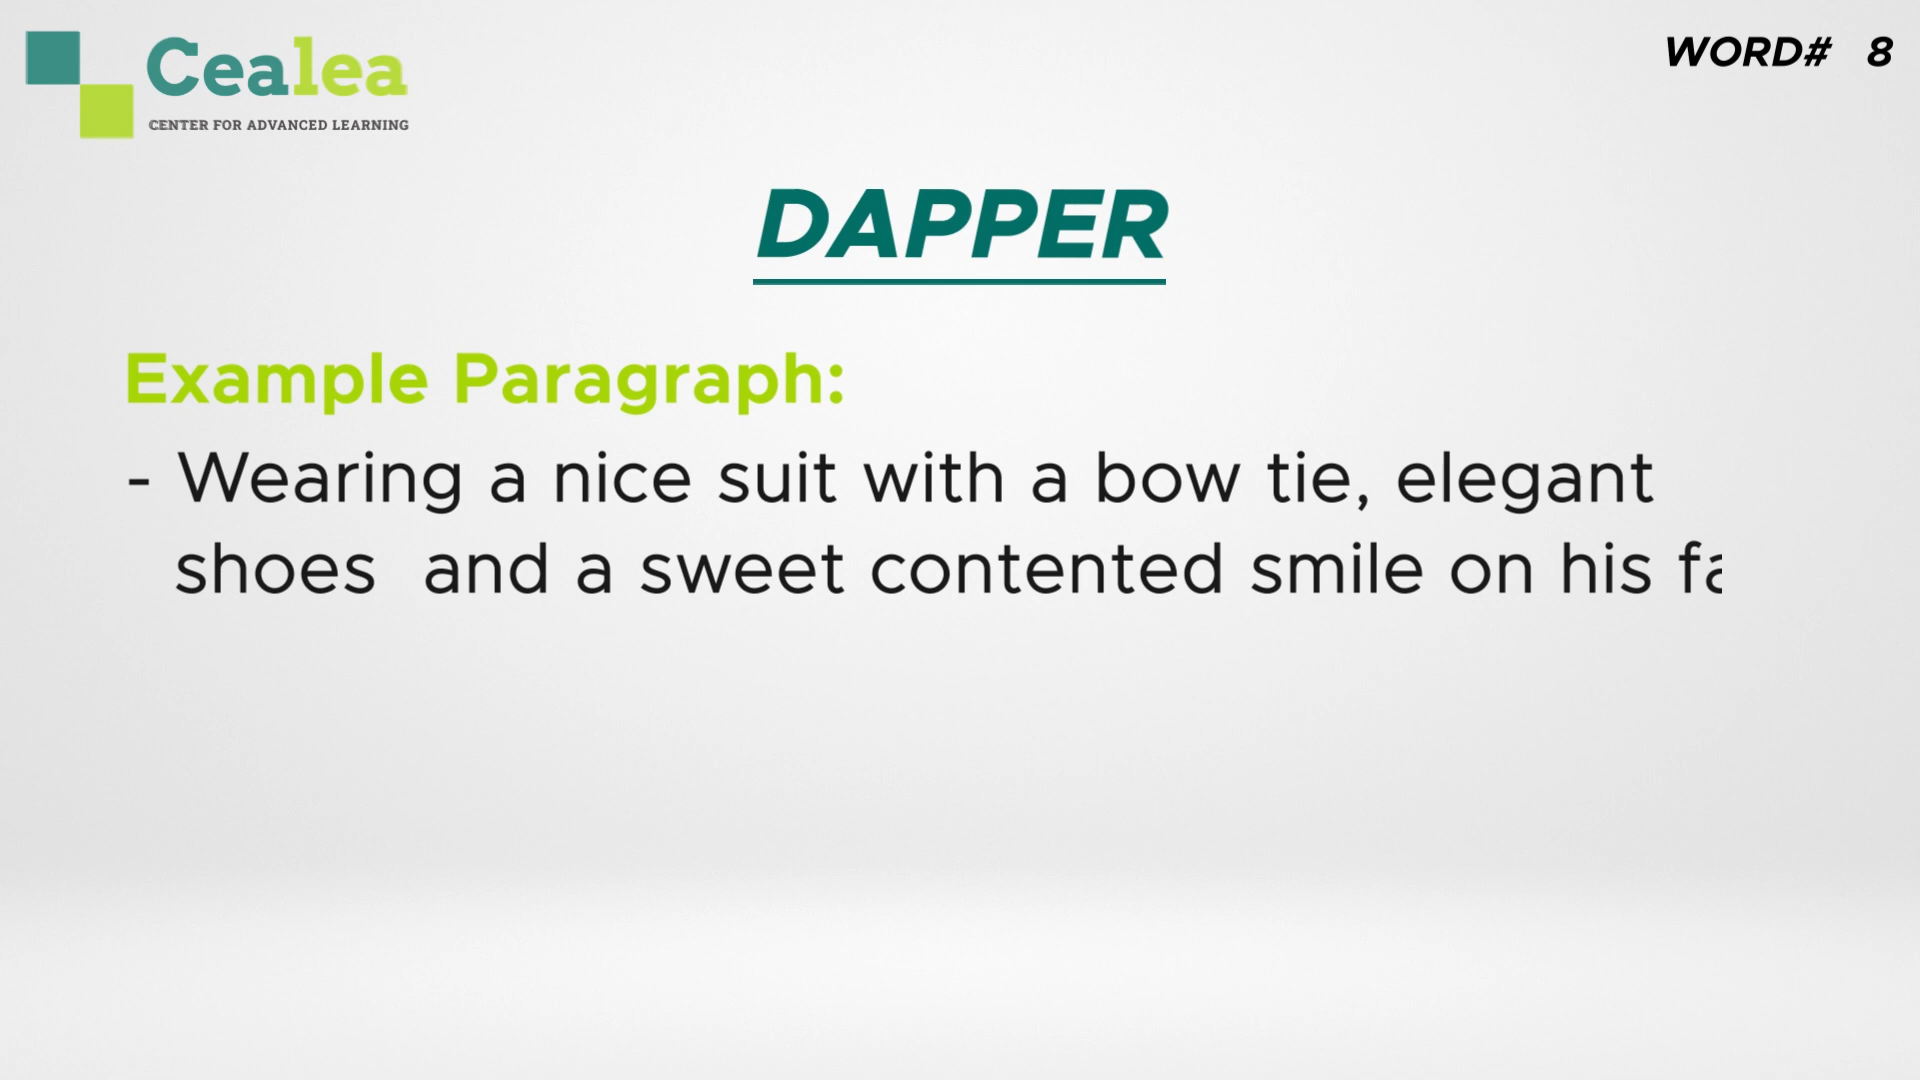 Cealea
CENTER FOR ADVANCED LEARNING
WORD# 8
DAPPER
Example Paragraph:
- Wearing a nice suit with a bow tie, elegant
shoes and a sweet contented smile on his